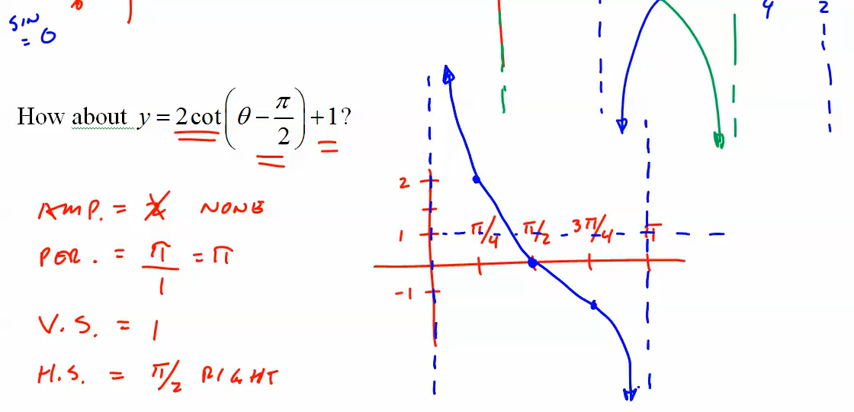 SIN
= 0
4 2
How about y = 2cot(θ − π/2) + 1?
AMP. = 2 NONE
PER. = π/1 = π
V.S. = 1
H.S. = π/2 RIGHT
2
1
π/4 π/2 3π/4 π
-1